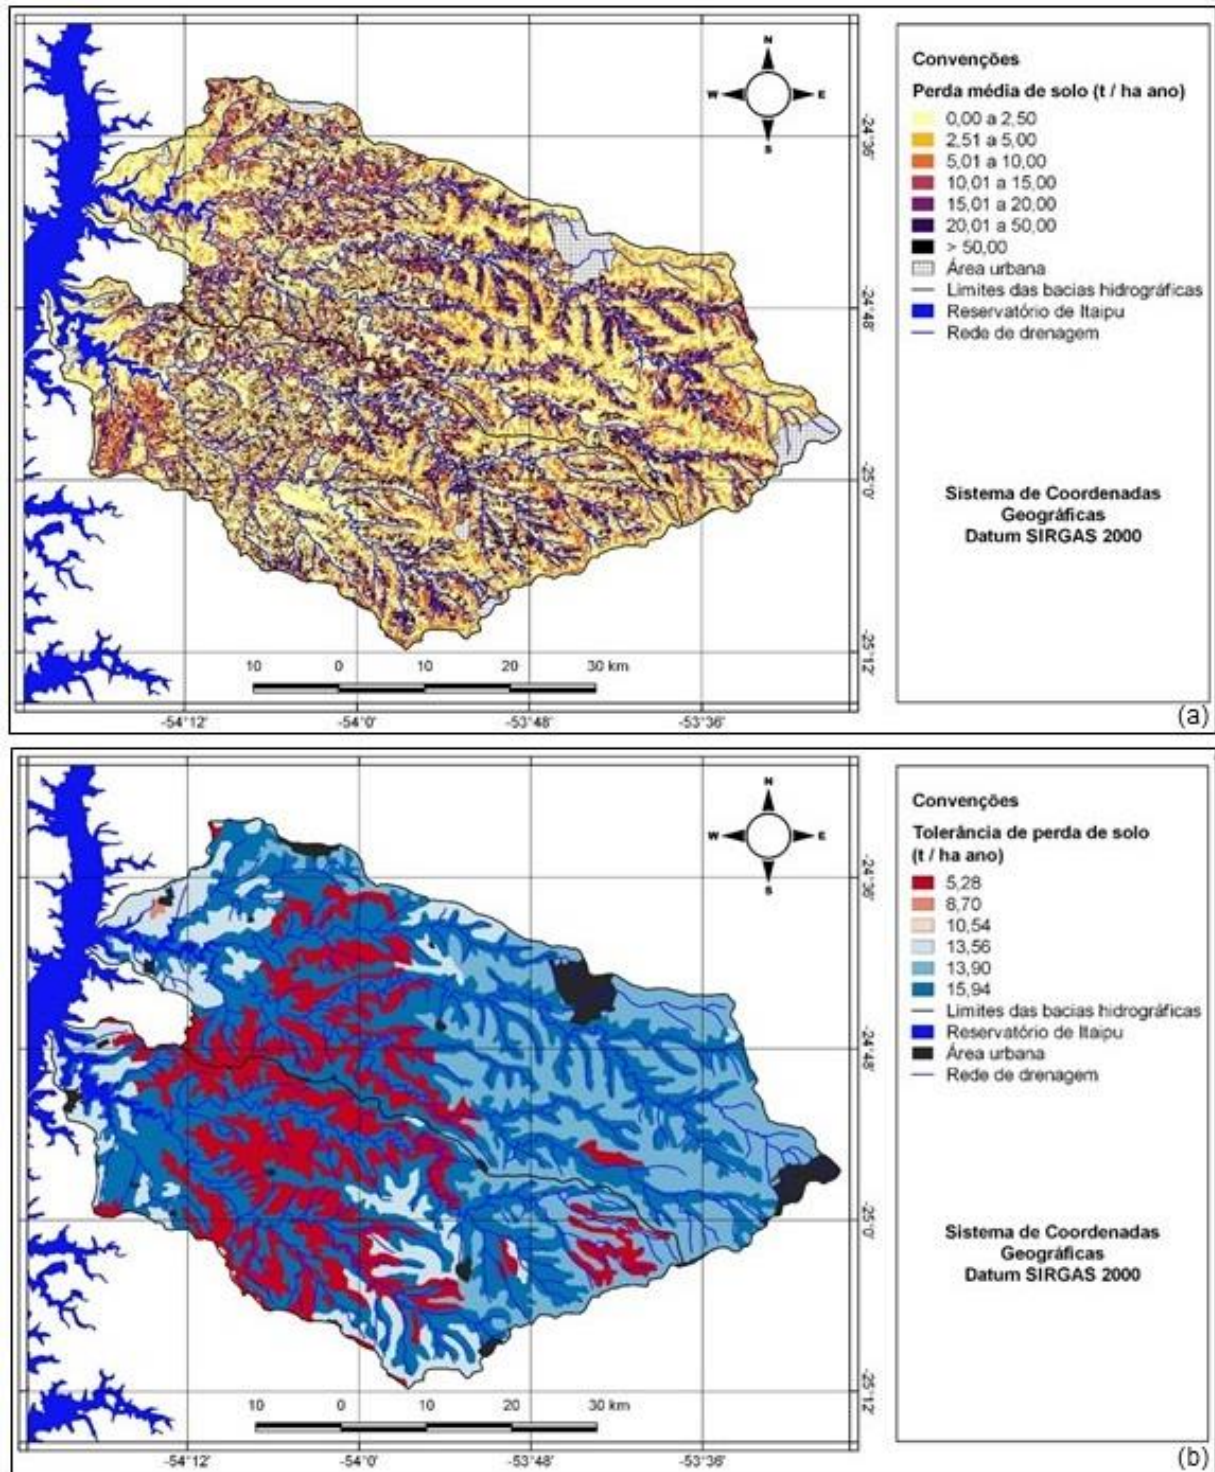 N
W E
S
Convenções
Perda média de solo (t / ha ano)
0,00 a 2,50
2,51 a 5,00
5,01 a 10,00
10,01 a 15,00
15,01 a 20,00
20,01 a 50,00
> 50,00
Área urbana
Limites das bacias hidrográficas
Reservatório de Itaipu
Rede de drenagem
-24°36'
-24°48'
-25°0'
-25°12'
Sistema de Coordenadas
Geográficas
Datum SIRGAS 2000
10 0 10 20 30 km
-54°12' -54°0' -53°48' -53°36'
(a)
N
W E
S
Convenções
Tolerância de perda de solo
(t / ha ano)
5,28
8,70
10,54
13,56
13,90
15,94
Limites das bacias hidrográficas
Reservatório de Itaipu
Área urbana
Rede de drenagem
-24°36'
-24°48'
-25°0'
-25°12'
Sistema de Coordenadas
Geográficas
Datum SIRGAS 2000
10 0 10 20 30 km
-54°12' -54°0' -53°48' -53°36'
(b)